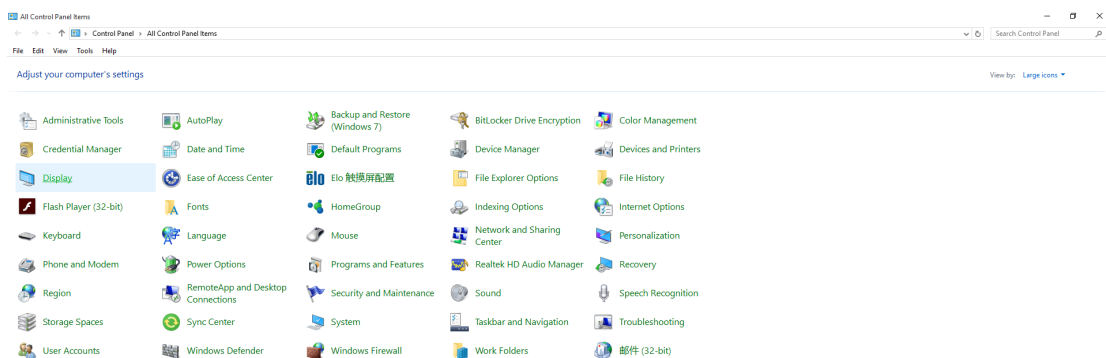 All Control Panel Items
Control Panel › All Control Panel Items
Search Control Panel
File Edit View Tools Help
Adjust your computer's settings
View by: Large icons
Administrative Tools
AutoPlay
Backup and Restore
(Windows 7)
BitLocker Drive Encryption
Color Management
Credential Manager
Date and Time
Default Programs
Device Manager
Devices and Printers
Display
Ease of Access Center
elo Elo 触摸屏配置
File Explorer Options
File History
Flash Player (32-bit)
Fonts
HomeGroup
Indexing Options
Internet Options
Keyboard
Language
Mouse
Network and Sharing
Center
Personalization
Phone and Modem
Power Options
Programs and Features
Realtek HD Audio Manager
Recovery
Region
RemoteApp and Desktop
Connections
Security and Maintenance
Sound
Speech Recognition
Storage Spaces
Sync Center
System
Taskbar and Navigation
Troubleshooting
User Accounts
Windows Defender
Windows Firewall
Work Folders
邮件 (32-bit)